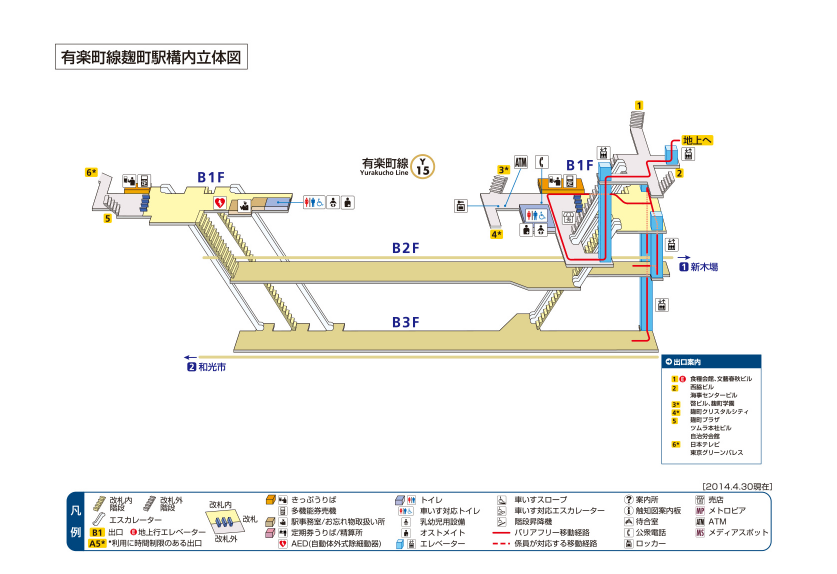 有楽町線麹町駅構内立体図
1
地上へ
有楽町線
Yurakucho Line
Y
15
ATM
3*
B1F
2
6*
B1F
5
4*
B2F
1 新木場
B3F
2 和光市
出口案内
1 E 食糧会館、文藝春秋ビル
2 西脇ビル
海事センタービル
3* 啓ビル、麹町学園
4* 麹町クリスタルシティ
5 麹町プラザ
ツムラ本社ビル
自治労会館
6* 日本テレビ
東京グリーンパレス
[2014.4.30現在]
凡例
改札内
階段
改札外
階段
エスカレーター
B1 出口
E 地上行エレベーター
A5* *利用に時間制限のある出口
改札内
改札
改札外
きっぷうりば
多機能券売機
駅事務室/お忘れ物取扱い所
定期券うりば/精算所
AED(自動体外式除細動器)
トイレ
車いす対応トイレ
乳幼児用設備
オストメイト
エレベーター
車いすスロープ
車いす対応エスカレーター
階段昇降機
バリアフリー移動経路
係員が対応する移動経路
案内所
触知図案内板
待合室
公衆電話
ロッカー
売店
MP メトロピア
ATM ATM
MS メディアスポット